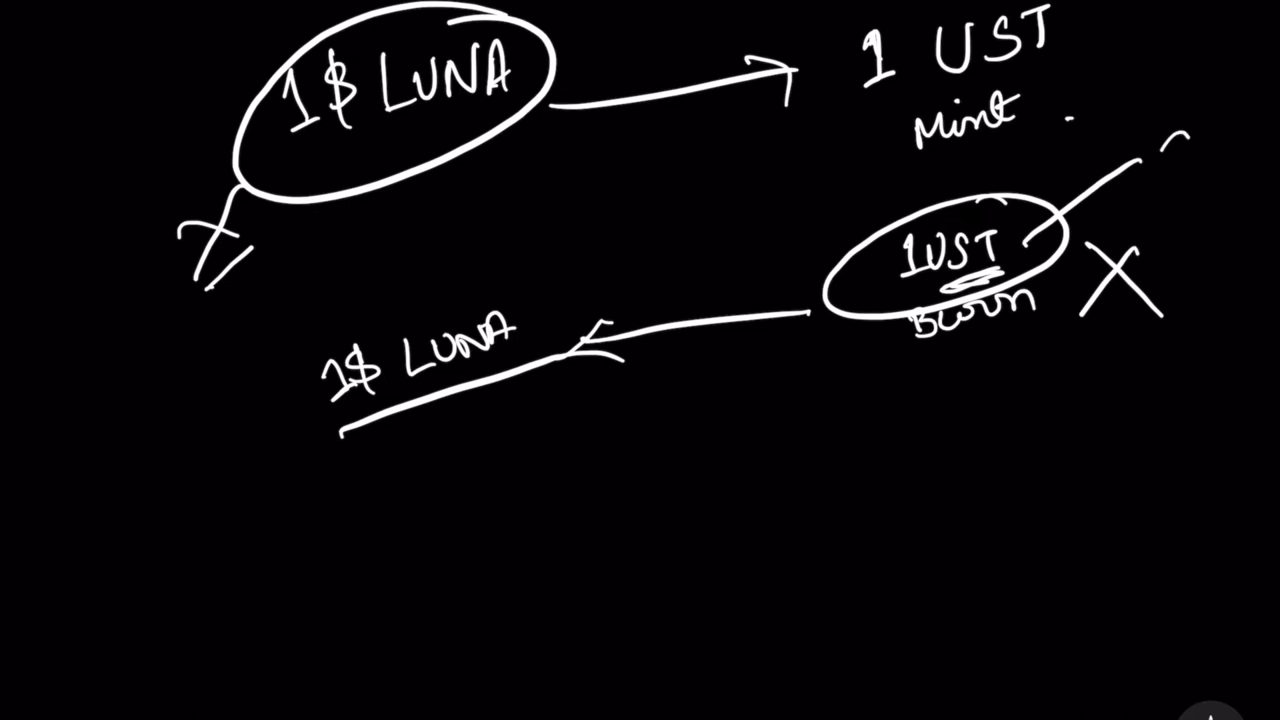 1$ LUNA
1 UST
Mint.
1UST
Burn
1$ LUNA